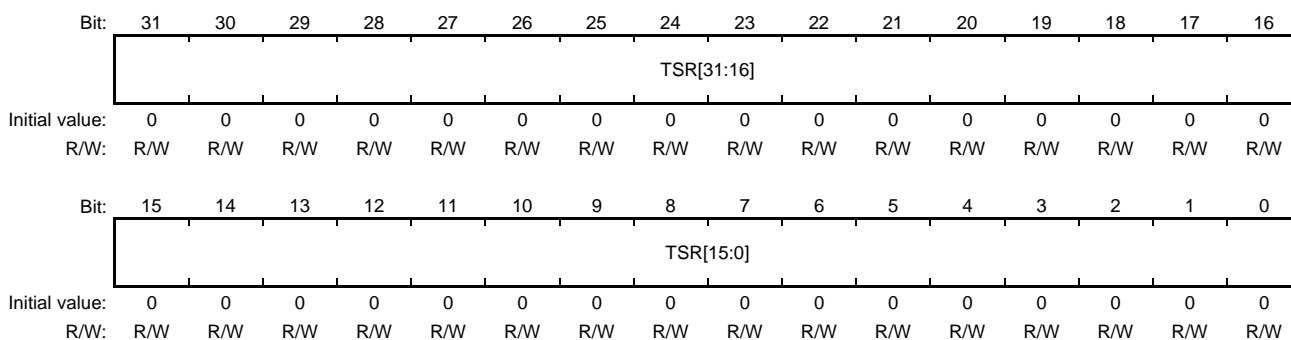 Bit: 31 30 29 28 27 26 25 24 23 22 21 20 19 18 17 16
TSR[31:16]
Initial value: 0 0 0 0 0 0 0 0 0 0 0 0 0 0 0 0
R/W: R/W R/W R/W R/W R/W R/W R/W R/W R/W R/W R/W R/W R/W R/W R/W R/W
Bit: 15 14 13 12 11 10 9 8 7 6 5 4 3 2 1 0
TSR[15:0]
Initial value: 0 0 0 0 0 0 0 0 0 0 0 0 0 0 0 0
R/W: R/W R/W R/W R/W R/W R/W R/W R/W R/W R/W R/W R/W R/W R/W R/W R/W